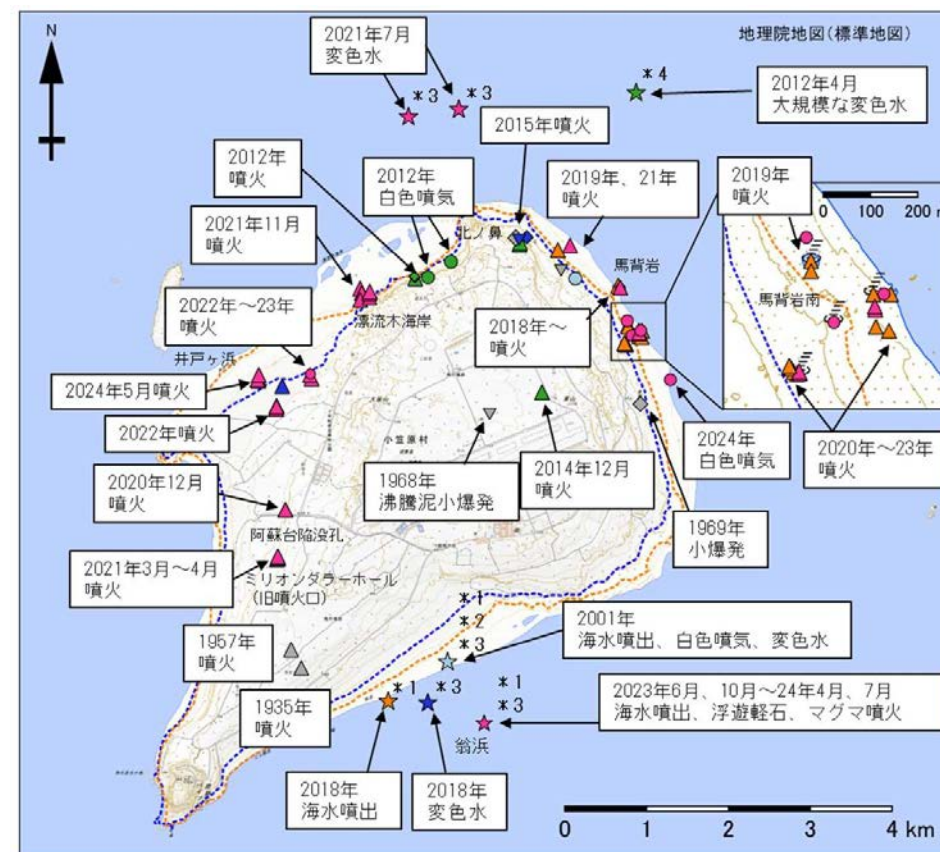 N
地理院地図(標準地図)
2021年7月
変色水
*3
*3
*4
2012年4月
大規模な変色水
2015年噴火
2012年
噴火
2012年
白色噴気
2019年、21年
噴火
2019年
噴火
0 100 200 m
2021年11月
噴火
北ノ鼻
馬背岩
馬背岩南
2022年～23年
噴火
漂流木海岸
2018年～
噴火
井戸ヶ浜
2024年5月噴火
2022年噴火
小笠原村
2024年
白色噴気
2020年～23年
噴火
2020年12月
噴火
1968年
沸騰泥小爆発
2014年12月
噴火
1969年
小爆発
阿蘇台陥没孔
2021年3月～4月
噴火
ミリオンダラーホール
(旧噴火口)
*1
*2
*3
2001年
海水噴出、白色噴気、変色水
1957年
噴火
*1
*3
*1
*3
2023年6月、10月～24年4月、7月
海水噴出、浮遊軽石、マグマ噴火
1935年
噴火
翁浜
2018年
海水噴出
2018年
変色水
0 1 2 4 km